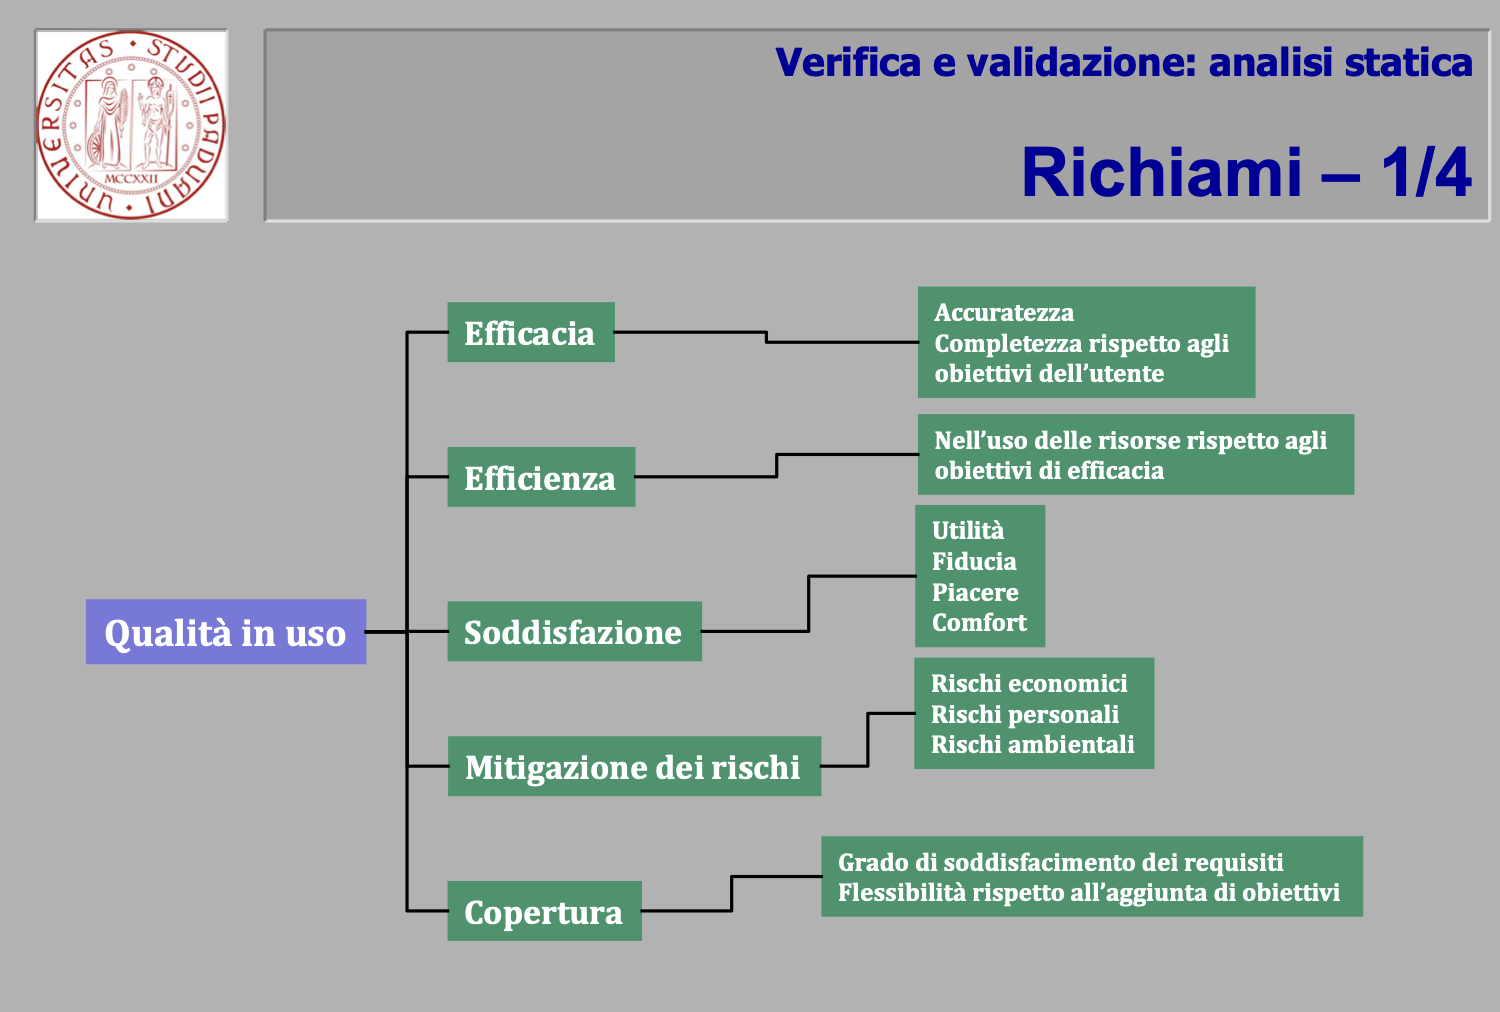 UNIVERSITAS STUDII PADUANI
MCCXXII
Verifica e validazione: analisi statica
Richiami – 1/4
Efficacia
Accuratezza
Completezza rispetto agli
obiettivi dell’utente
Efficienza
Nell’uso delle risorse rispetto agli
obiettivi di efficacia
Qualità in uso
Soddisfazione
Utilità
Fiducia
Piacere
Comfort
Mitigazione dei rischi
Rischi economici
Rischi personali
Rischi ambientali
Copertura
Grado di soddisfacimento dei requisiti
Flessibilità rispetto all’aggiunta di obiettivi